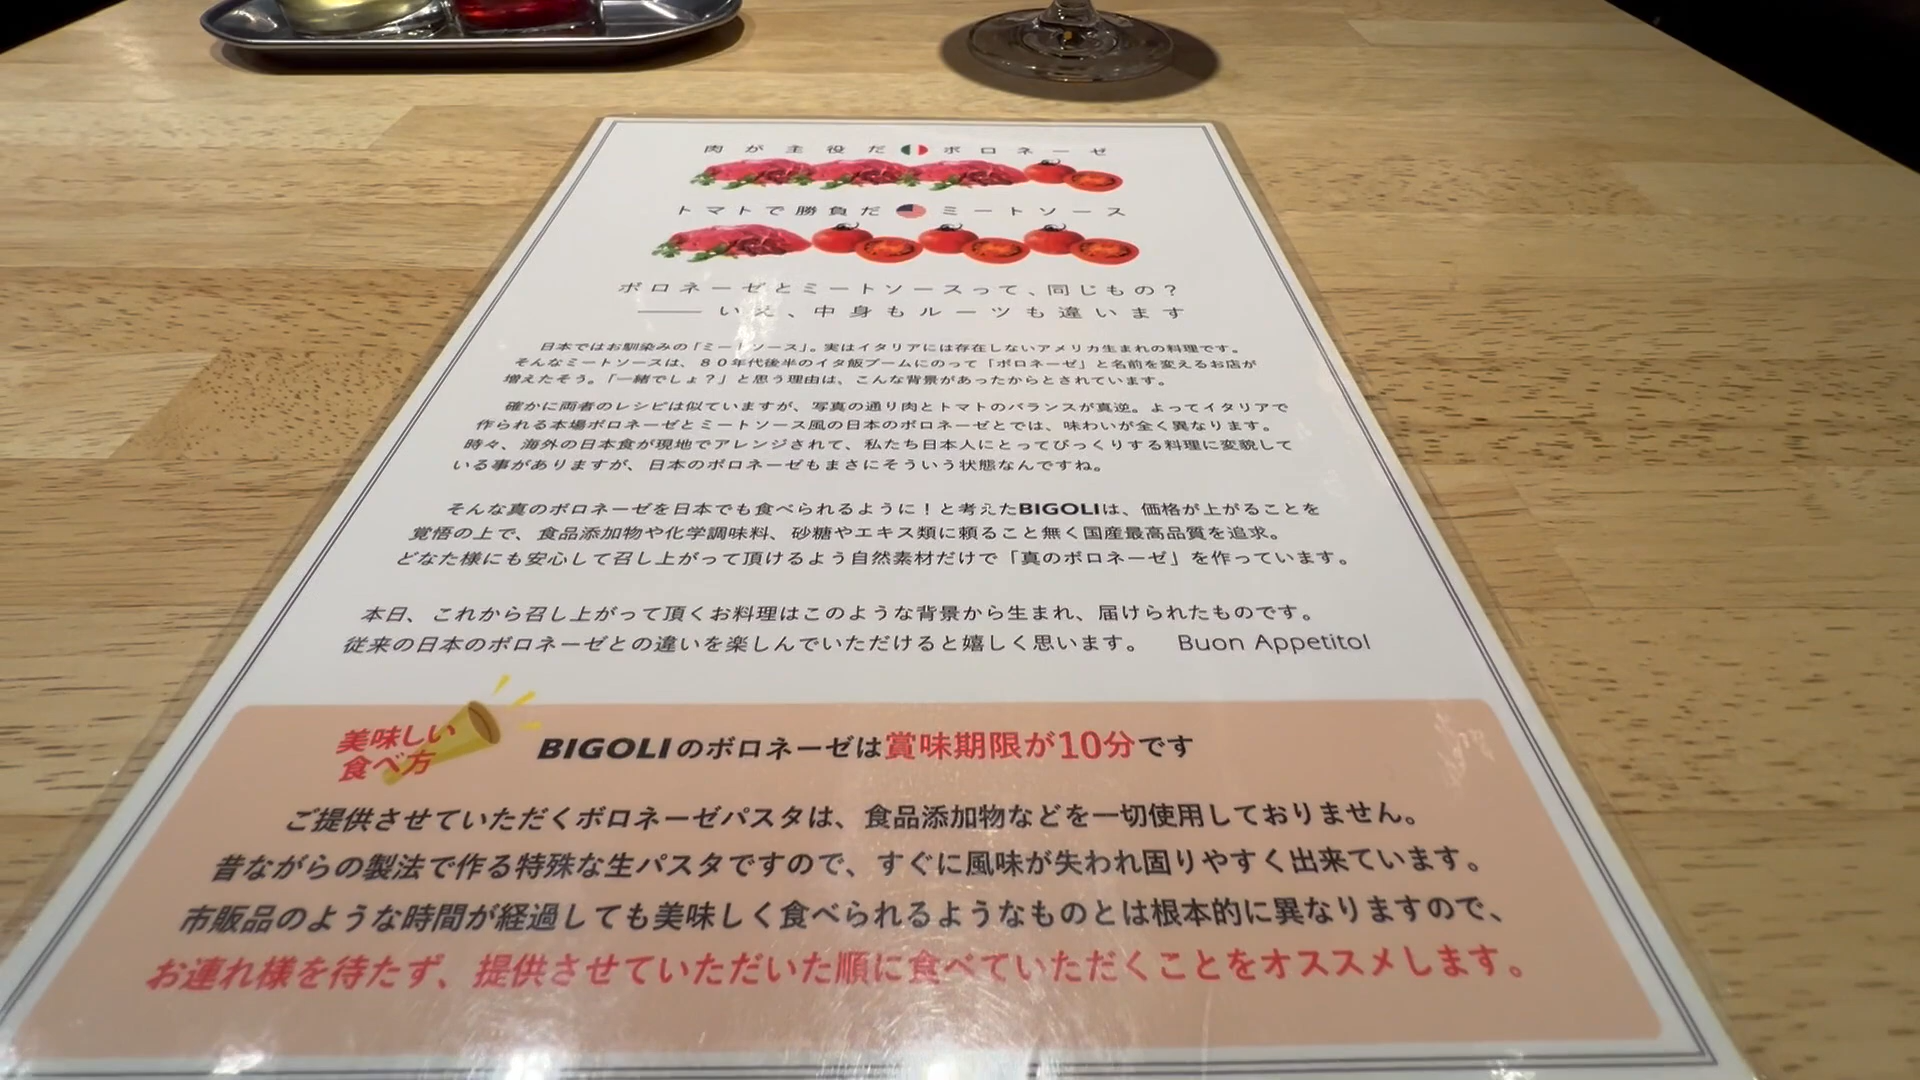 肉が主役だ ボロネーゼ
トマトで勝負だ ミートソース
ボロネーゼとミートソースって、同じもの？
── いえ、中身もルーツも違います
日本ではお馴染みの「ミートソース」。実はイタリアには存在しないアメリカ生まれの料理です。
そんなミートソースは、８０年代後半のイタ飯ブームにのって「ボロネーゼ」と名前を変えるお店が
増えたそう。「一緒でしょ？」と思う理由は、こんな背景があったからとされています。
確かに両者のレシピは似ていますが、写真の通り肉とトマトのバランスが真逆。よってイタリアで
作られる本場ボロネーゼとミートソース風の日本のボロネーゼとでは、味わいが全く異なります。
時々、海外の日本食が現地でアレンジされて、私たち日本人にとってびっくりする料理に変貌して
いる事がありますが、日本のボロネーゼもまさにそういう状態なんですね。
そんな真のボロネーゼを日本でも食べられるように！と考えたBIGOLIは、価格が上がることを
覚悟の上で、食品添加物や化学調味料、砂糖やエキス類に頼ること無く国産最高品質を追求。
どなた様にも安心して召し上がって頂けるよう自然素材だけで「真のボロネーゼ」を作っています。
本日、これから召し上がって頂くお料理はこのような背景から生まれ、届けられたものです。
従来の日本のボロネーゼとの違いを楽しんでいただけると嬉しく思います。 Buon Appetito!
美味しい
食べ方
BIGOLIのボロネーゼは賞味期限が10分です
ご提供させていただくボロネーゼパスタは、食品添加物などを一切使用しておりません。
昔ながらの製法で作る特殊な生パスタですので、すぐに風味が失われ固りやすく出来ています。
市販品のような時間が経過しても美味しく食べられるようなものとは根本的に異なりますので、
お連れ様を待たず、提供させていただいた順に食べていただくことをオススメします。